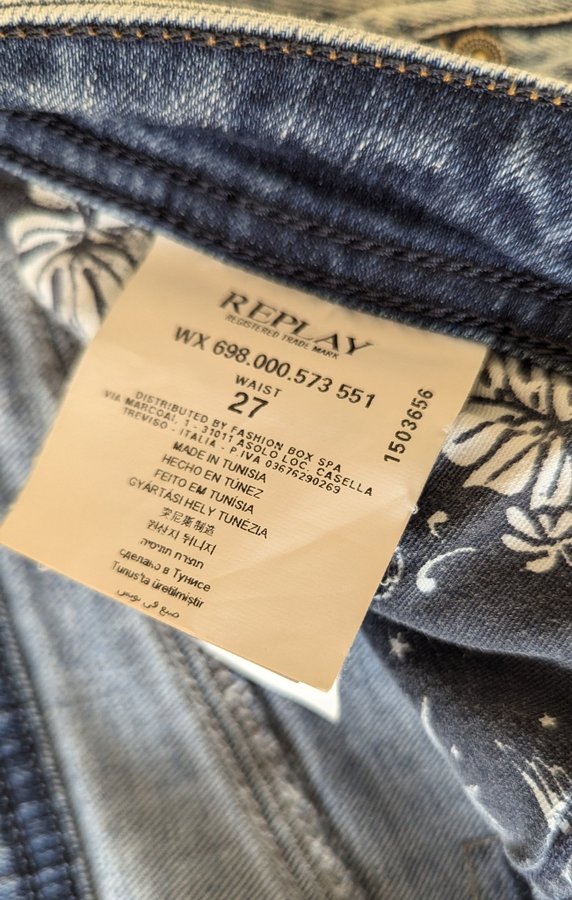 REPLAY
REGISTERED TRADE MARK
WX 698.000.573 551
WAIST
27
1503656
DISTRIBUTED BY FASHION BOX SPA
VIA MARCOAI, 1 - 31011 ASOLO LOC. CASELLA
TREVISO - ITALIA - P IVA 03676290269
MADE IN TUNISIA
HECHO EN TÚNEZ
FEITO EM TUNÍSIA
GYÁRTÁSI HELY TUNÉZIA
突尼斯制造
원산지 튀니지
תוצרת תוניסיה
сделано в Тунисе
Tunus'ta üretilmiştir
صنع في تونس